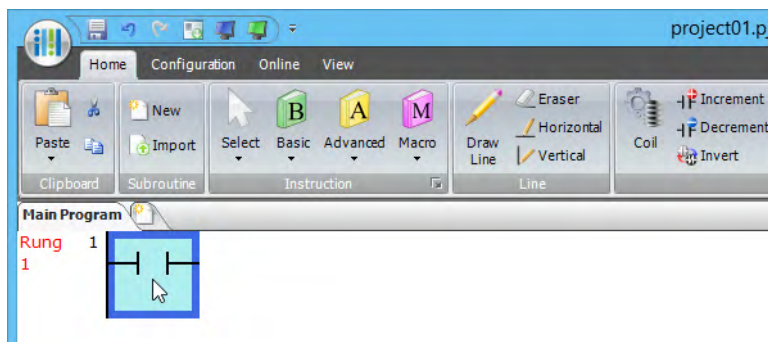 project01.p
Home Configuration Online View
Paste
Clipboard
New
Import
Subroutine
Select Basic Advanced Macro
B A M
Instruction
Draw Line
Eraser
Horizontal
Vertical
Line
Coil
Increment
Decrement
Invert
Main Program
Rung 1
1